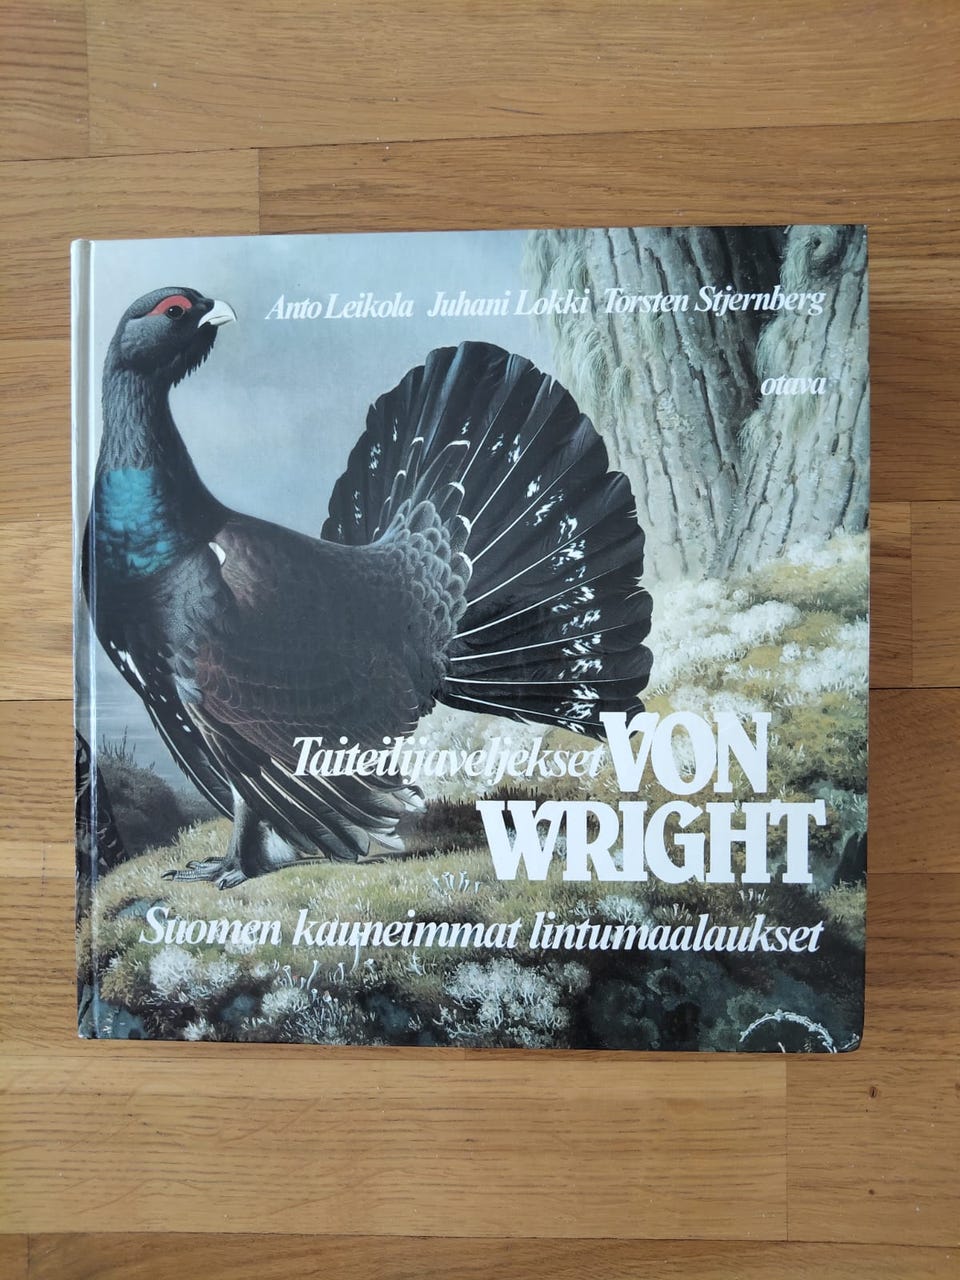 Anto Leikola Juhani Lokki Torsten Stjernberg
otava
Taiteilijaveljekset VON
WRIGHT
Suomen kauneimmat lintumaalaukset